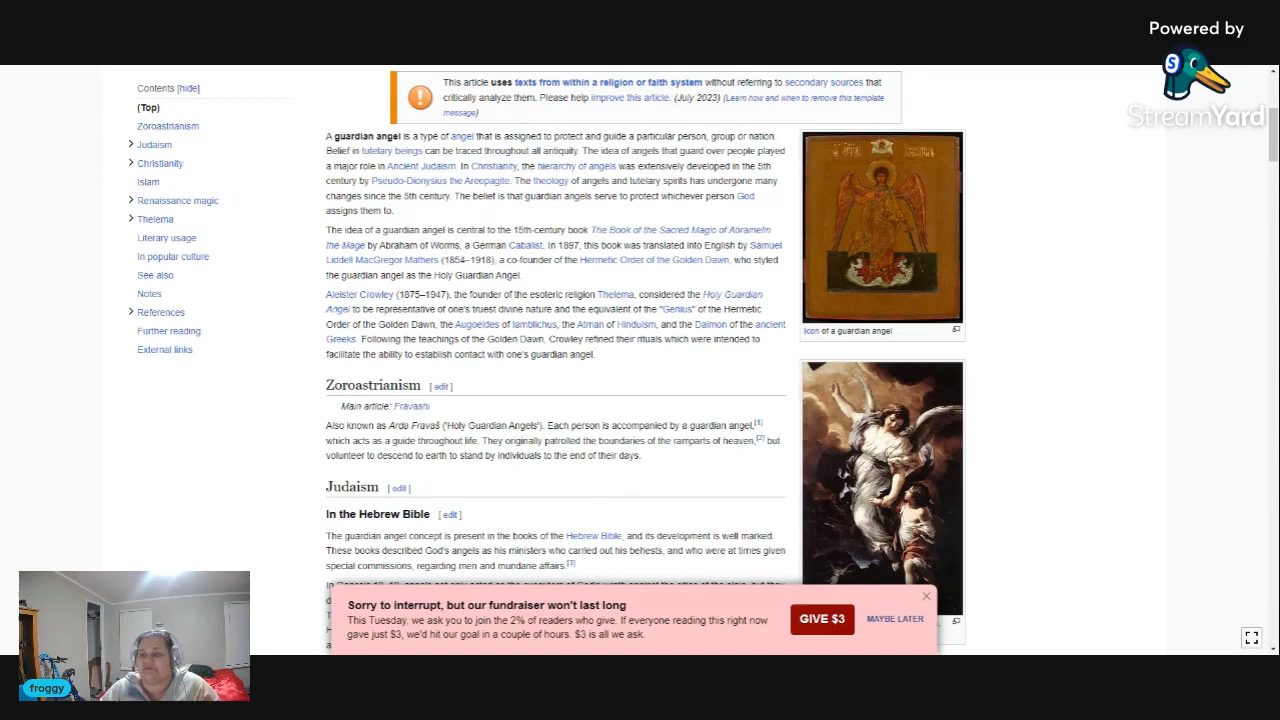 Powered by
StreamYard
Contents [hide]
(Top)
Zoroastrianism
Judaism
Christianity
Islam
Renaissance magic
Thelema
Literary usage
In popular culture
See also
Notes
References
Further reading
External links
This article uses texts from within a religion or faith system without referring to secondary sources that
critically analyze them. Please help improve this article. (July 2023) (Learn how and when to remove this template
message)
A guardian angel is a type of angel that is assigned to protect and guide a particular person, group or nation.
Belief in tutelary beings can be traced throughout all antiquity. The idea of angels that guard over people played
a major role in Ancient Judaism. In Christianity, the hierarchy of angels was extensively developed in the 5th
century by Pseudo-Dionysius the Areopagite. The theology of angels and tutelary spirits has undergone many
changes since the 5th century. The belief is that guardian angels serve to protect whichever person God
assigns them to.
The idea of a guardian angel is central to the 15th-century book The Book of the Sacred Magic of Abramelin
the Mage by Abraham of Worms, a German Cabalist. In 1897, this book was translated into English by Samuel
Liddell MacGregor Mathers (1854–1918), a co-founder of the Hermetic Order of the Golden Dawn, who styled
the guardian angel as the Holy Guardian Angel.
Aleister Crowley (1875–1947), the founder of the esoteric religion Thelema, considered the Holy Guardian
Angel to be representative of one's truest divine nature and the equivalent of the "Genius" of the Hermetic
Order of the Golden Dawn, the Augoeides of Iamblichus, the Atman of Hinduism, and the Daimon of the ancient
Greeks. Following the teachings of the Golden Dawn, Crowley refined their rituals which were intended to
facilitate the ability to establish contact with one's guardian angel.
Icon of a guardian angel
Zoroastrianism [ edit ]
Main article: Fravashi
Also known as Arda Fravaš ('Holy Guardian Angels'). Each person is accompanied by a guardian angel,[1]
which acts as a guide throughout life. They originally patrolled the boundaries of the ramparts of heaven,[2] but
volunteer to descend to earth to stand by individuals to the end of their days.
Judaism [ edit ]
In the Hebrew Bible [ edit ]
The guardian angel concept is present in the books of the Hebrew Bible, and its development is well marked.
These books described God's angels as his ministers who carried out his behests, and who were at times given
special commissions, regarding men and mundane affairs.[3]
Sorry to interrupt, but our fundraiser won't last long
This Tuesday, we ask you to join the 2% of readers who give. If everyone reading this right now
gave just $3, we'd hit our goal in a couple of hours. $3 is all we ask.
GIVE $3
MAYBE LATER
froggy